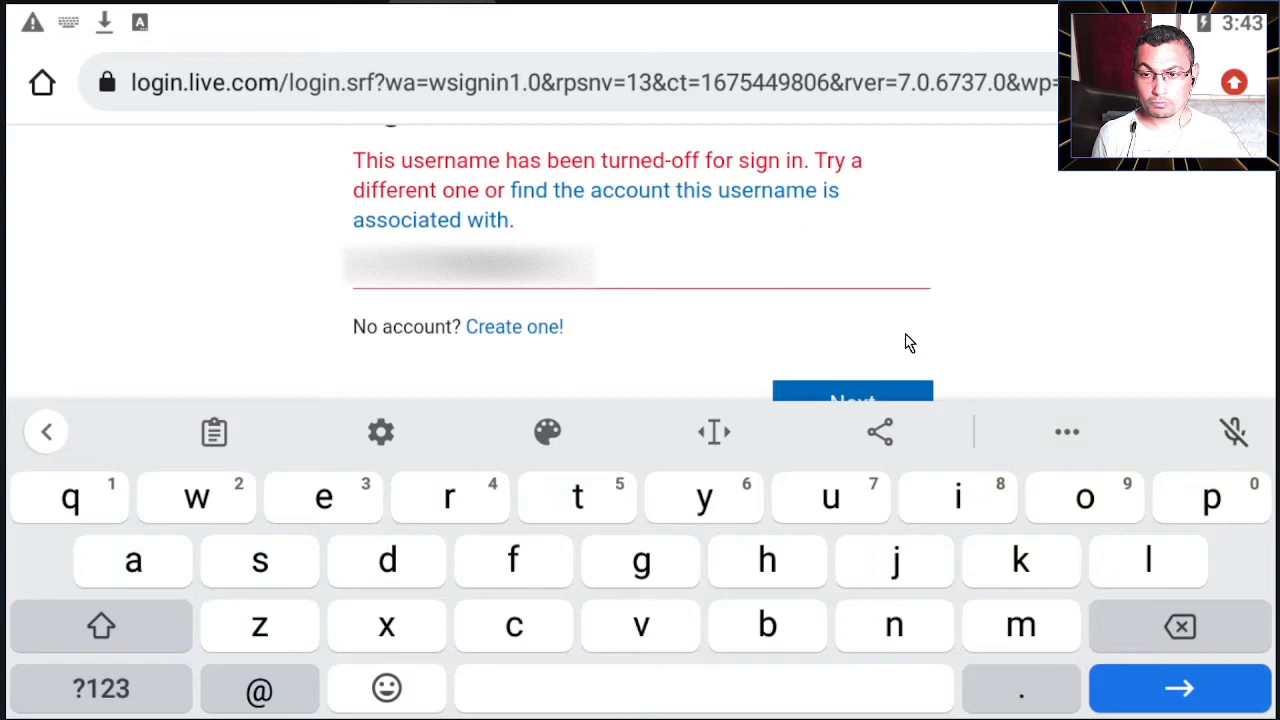 3:43
login.live.com/login.srf?wa=wsignin1.0&rpsnv=13&ct=1675449806&rver=7.0.6737.0&wp=
This username has been turned-off for sign in. Try a
different one or find the account this username is
associated with.
No account? Create one!
Next
q 1 w 2 e 3 r 4 t 5 y 6 u 7 i 8 o 9 p 0
a s d f g h j k l
z x c v b n m
?123 @ .